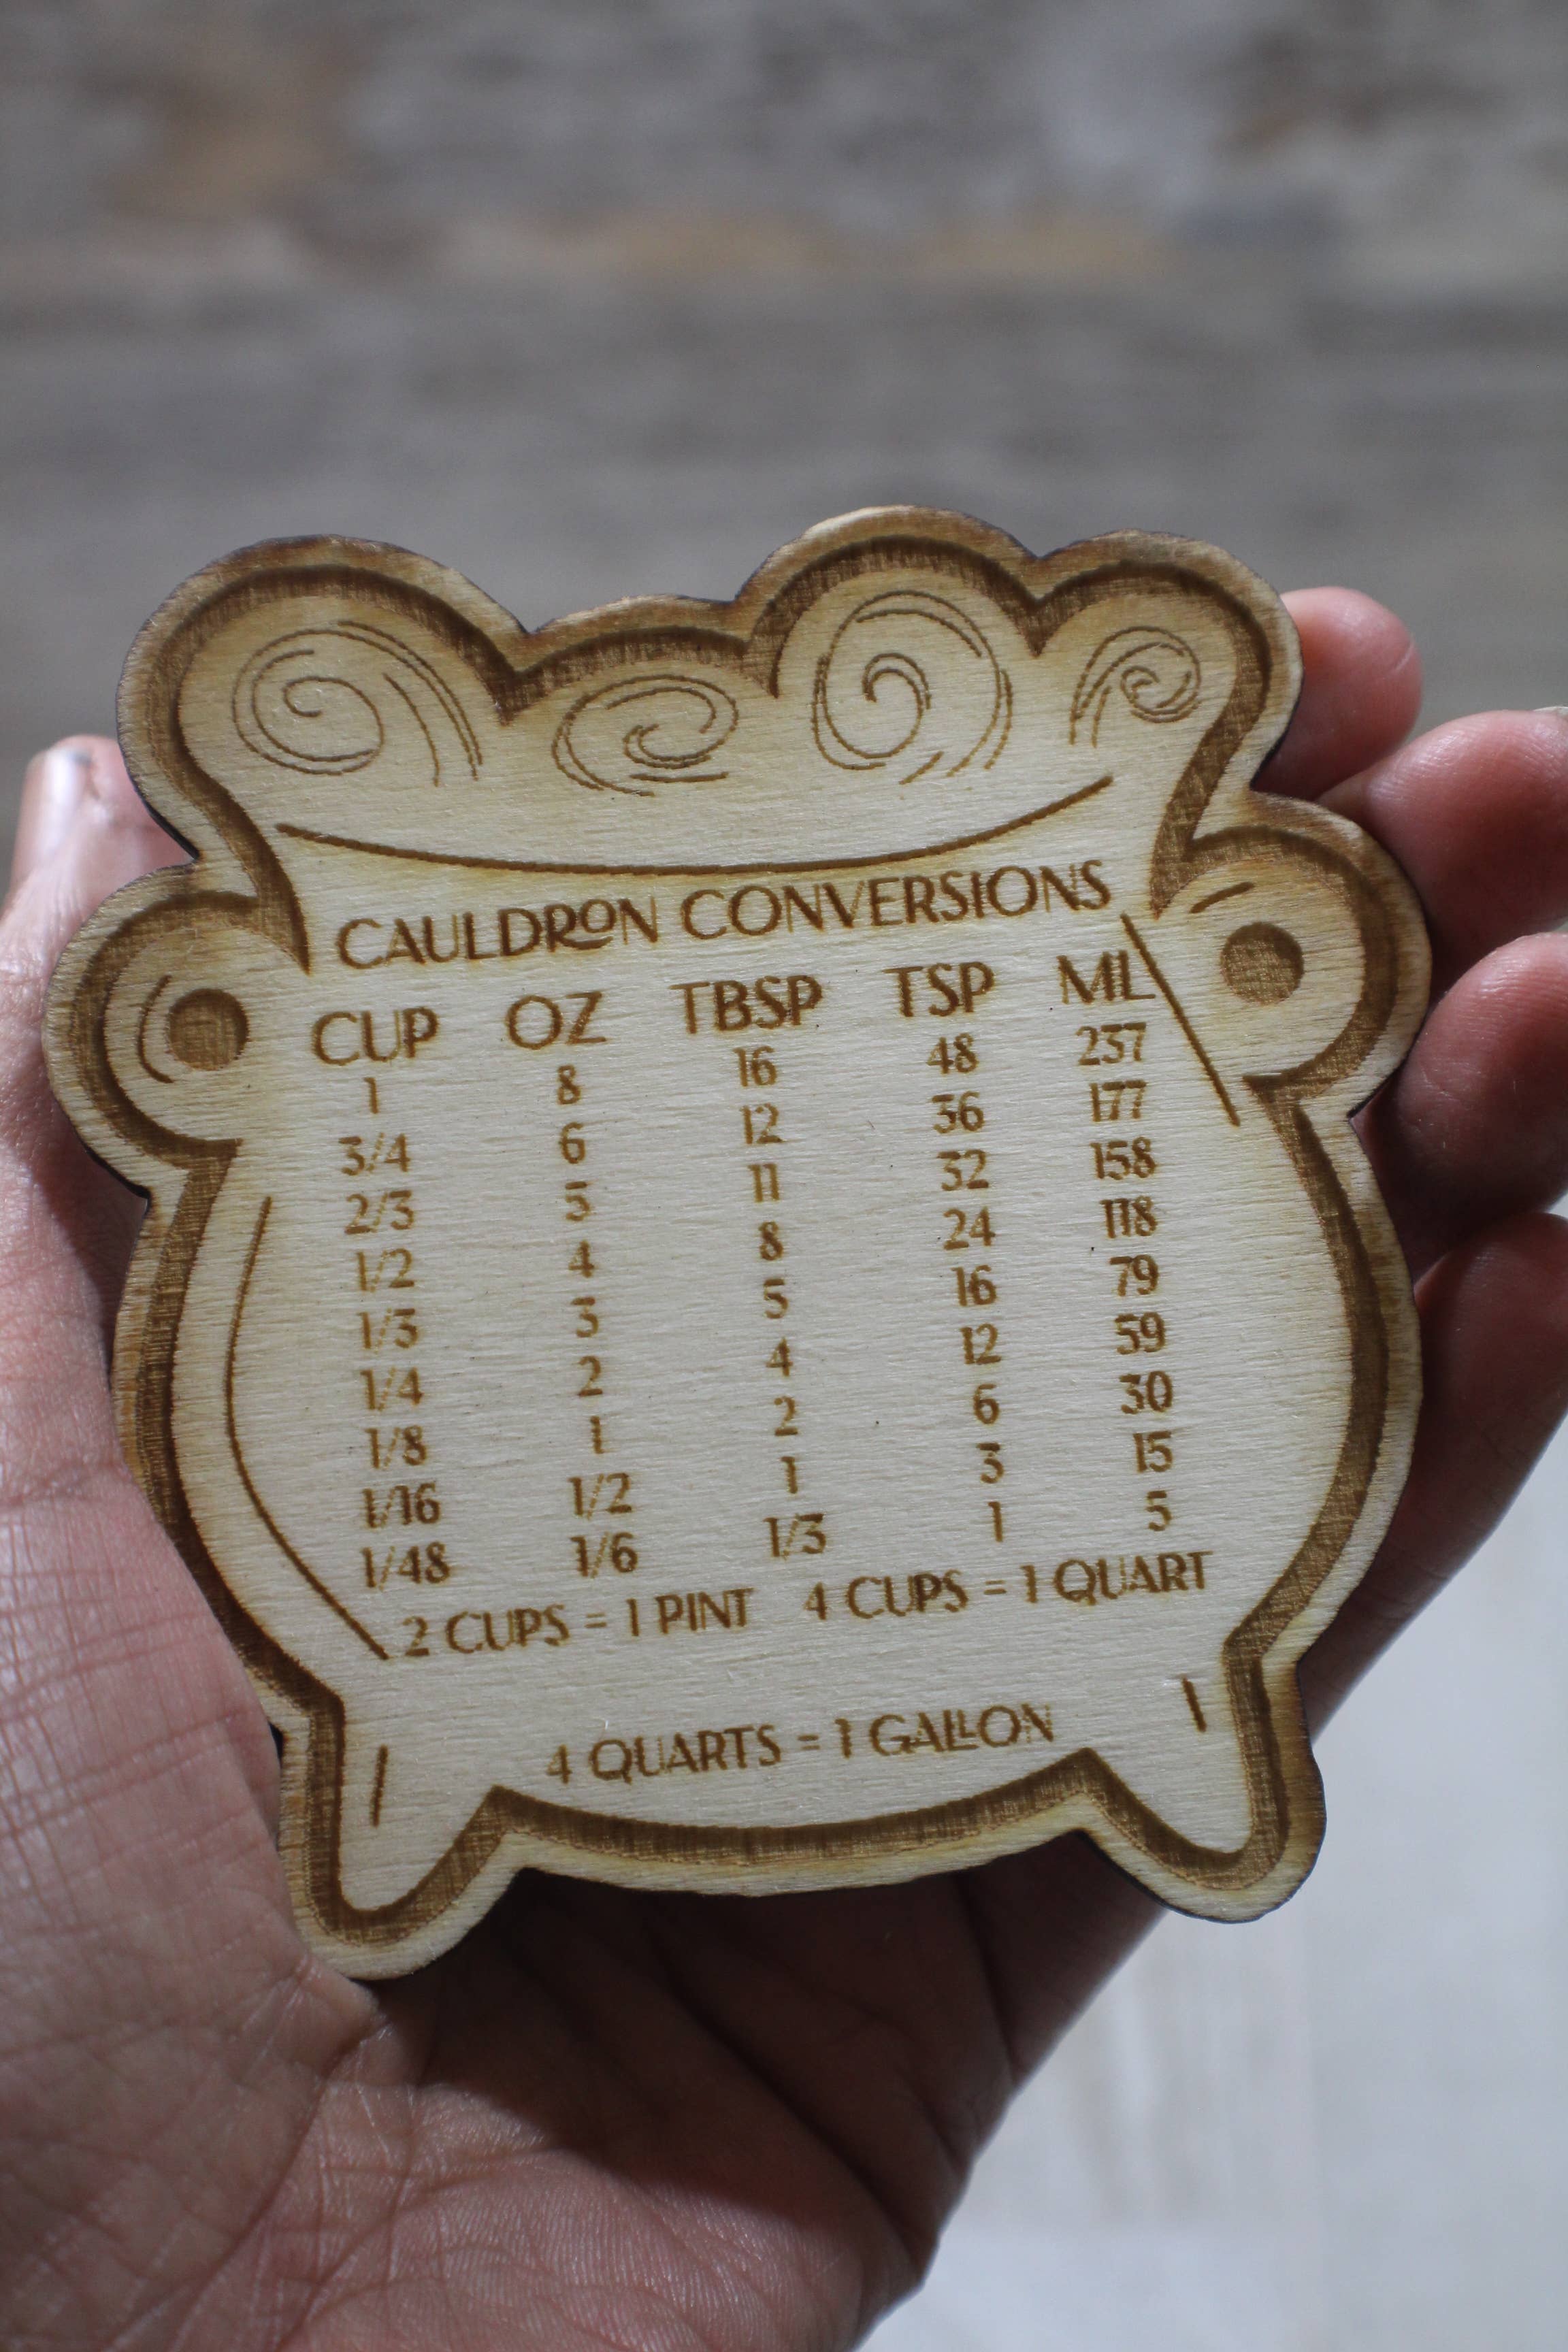 CAULDRON CONVERSIONS
CUP OZ TBSP TSP ML
1 8 16 48 237
3/4 6 12 36 177
2/3 5 11 32 158
1/2 4 8 24 118
1/3 3 5 16 79
1/4 2 4 12 59
1/8 1 2 6 30
1/16 1/2 1 3 15
1/48 1/6 1/3 1 5
2 CUPS = 1 PINT 4 CUPS = 1 QUART
4 QUARTS = 1 GALLON